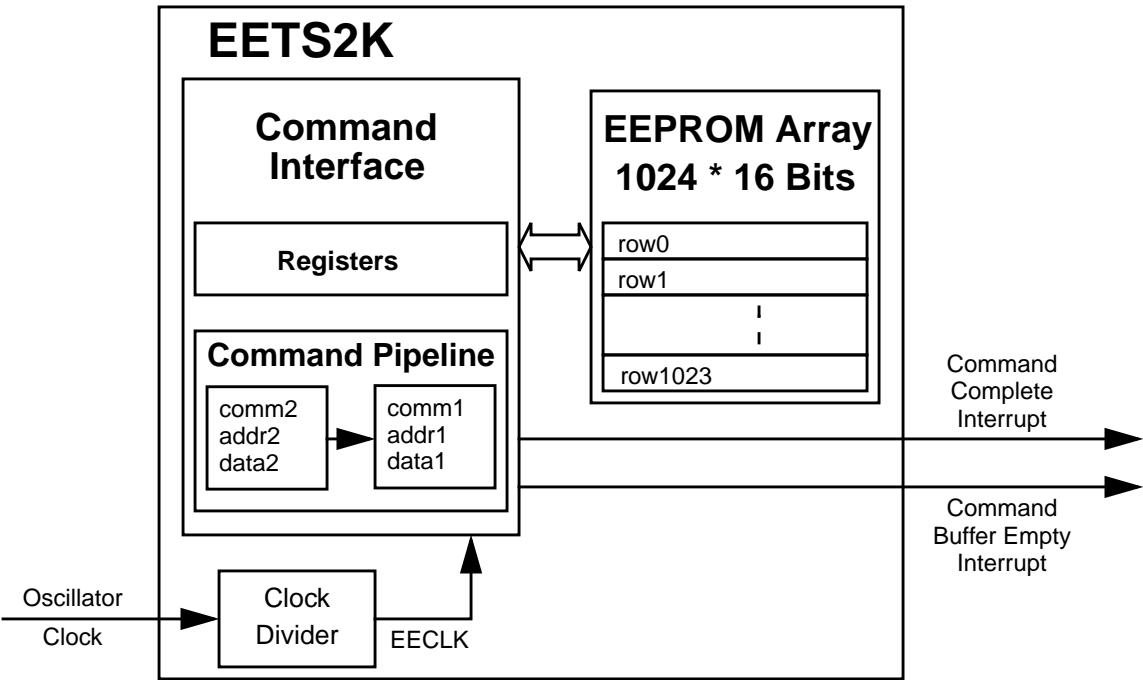 EETS2K
Command
Interface
Registers
Command Pipeline
comm2
addr2
data2
comm1
addr1
data1
EEPROM Array
1024 * 16 Bits
row0
row1
row1023
Command
Complete
Interrupt
Command
Buffer Empty
Interrupt
Oscillator
Clock
Clock
Divider
EECLK